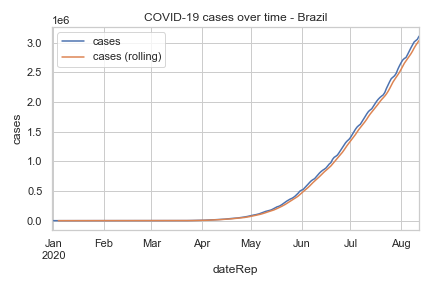 COVID-19 cases over time - Brazil
1e6
cases
cases (rolling)
3.0
2.5
2.0
1.5
1.0
0.5
0.0
cases
Jan Feb Mar Apr May Jun Jul Aug
2020
dateRep